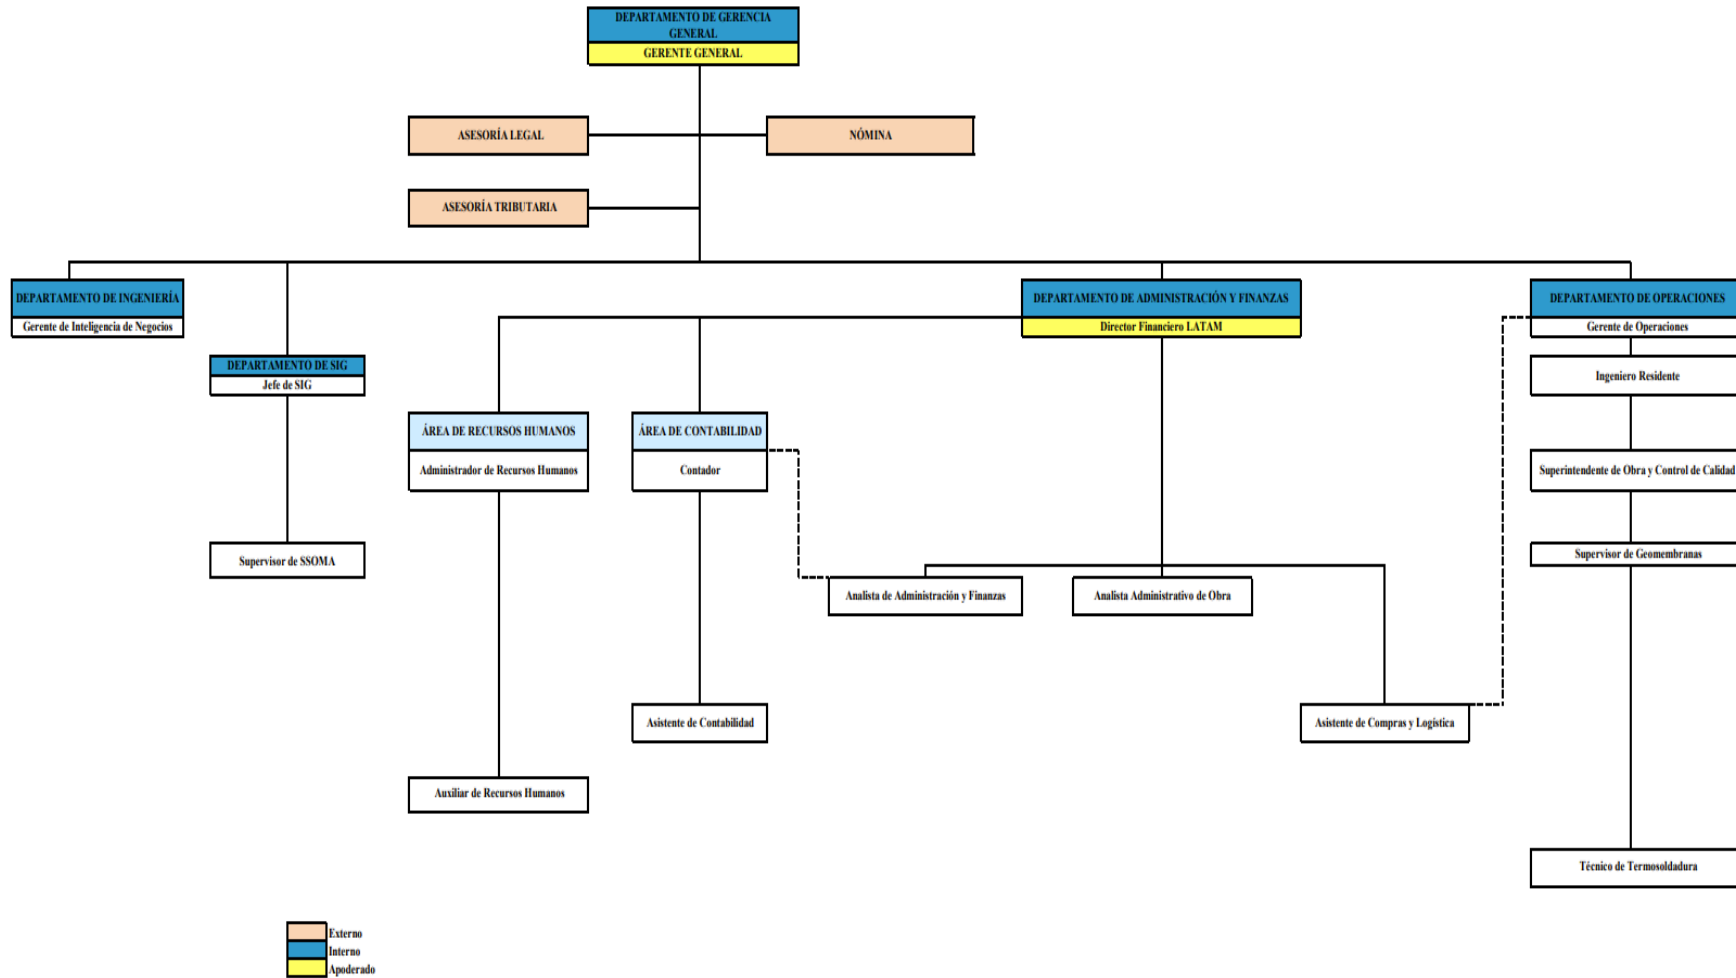 DEPARTAMENTO DE GERENCIA
GENERAL
GERENTE GENERAL
ASESORÍA LEGAL
NÓMINA
ASESORÍA TRIBUTARIA
DEPARTAMENTO DE INGENIERÍA
Gerente de Inteligencia de Negocios
DEPARTAMENTO DE ADMINISTRACIÓN Y FINANZAS
Director Financiero LATAM
DEPARTAMENTO DE OPERACIONES
Gerente de Operaciones
DEPARTAMENTO DE SIG
Jefe de SIG
Ingeniero Residente
ÁREA DE RECURSOS HUMANOS
Administrador de Recursos Humanos
ÁREA DE CONTABILIDAD
Contador
Superintendente de Obra y Control de Calidad
Supervisor de SSOMA
Supervisor de Geomembranas
Analista de Administración y Finanzas
Analista Administrativo de Obra
Asistente de Contabilidad
Asistente de Compras y Logística
Auxiliar de Recursos Humanos
Técnico de Termosoldadura
Externo
Interno
Apoderado